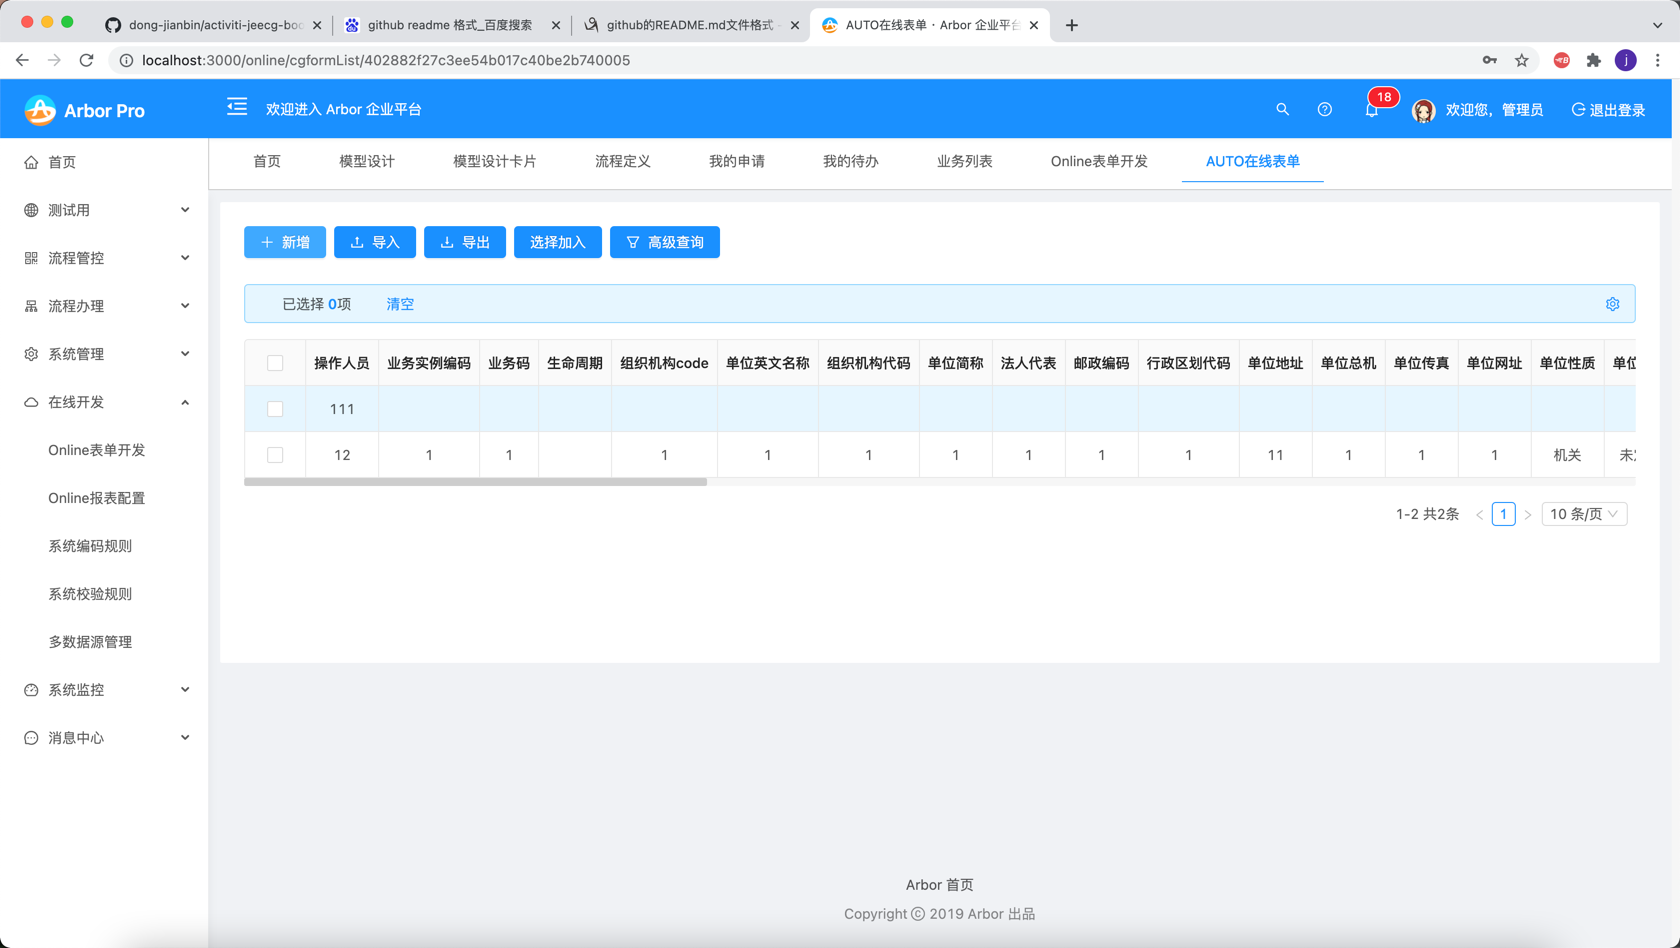 dong-jianbin/activiti-jeecg-boo
github readme 格式_百度搜索
github的README.md文件格式 -
AUTO在线表单 · Arbor 企业平台
localhost:3000/online/cgformList/402882f27c3ee54b017c40be2b740005
j
Arbor Pro
欢迎进入 Arbor 企业平台
18
欢迎您，管理员
退出登录
首页
测试用
流程管控
流程办理
系统管理
在线开发
Online表单开发
Online报表配置
系统编码规则
系统校验规则
多数据源管理
系统监控
消息中心
首页 模型设计 模型设计卡片 流程定义 我的申请 我的待办 业务列表 Online表单开发 AUTO在线表单
新增 导入 导出 选择加入 高级查询
已选择 0项 清空
操作人员 业务实例编码 业务码 生命周期 组织机构code 单位英文名称 组织机构代码 单位简称 法人代表 邮政编码 行政区划代码 单位地址 单位总机 单位传真 单位网址 单位性质 单位
111
12 1 1 1 1 1 1 1 1 1 11 1 1 1 机关 未
1-2 共2条 < 1 > 10 条/页
Arbor 首页
Copyright © 2019 Arbor 出品